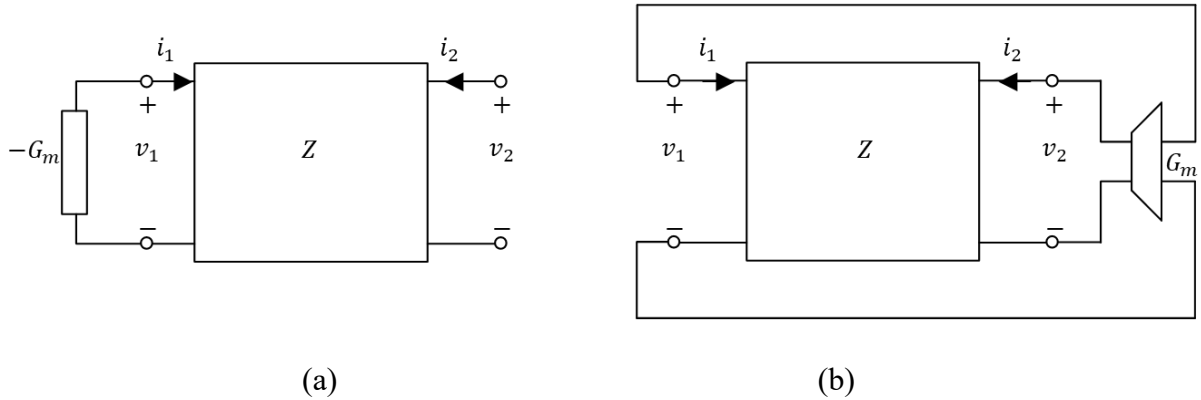 i₁ i₂ i₁ i₂
+ + + +
−Gₘ v₁ Z v₂ v₁ Z v₂ Gₘ
− − − −
(a) (b)